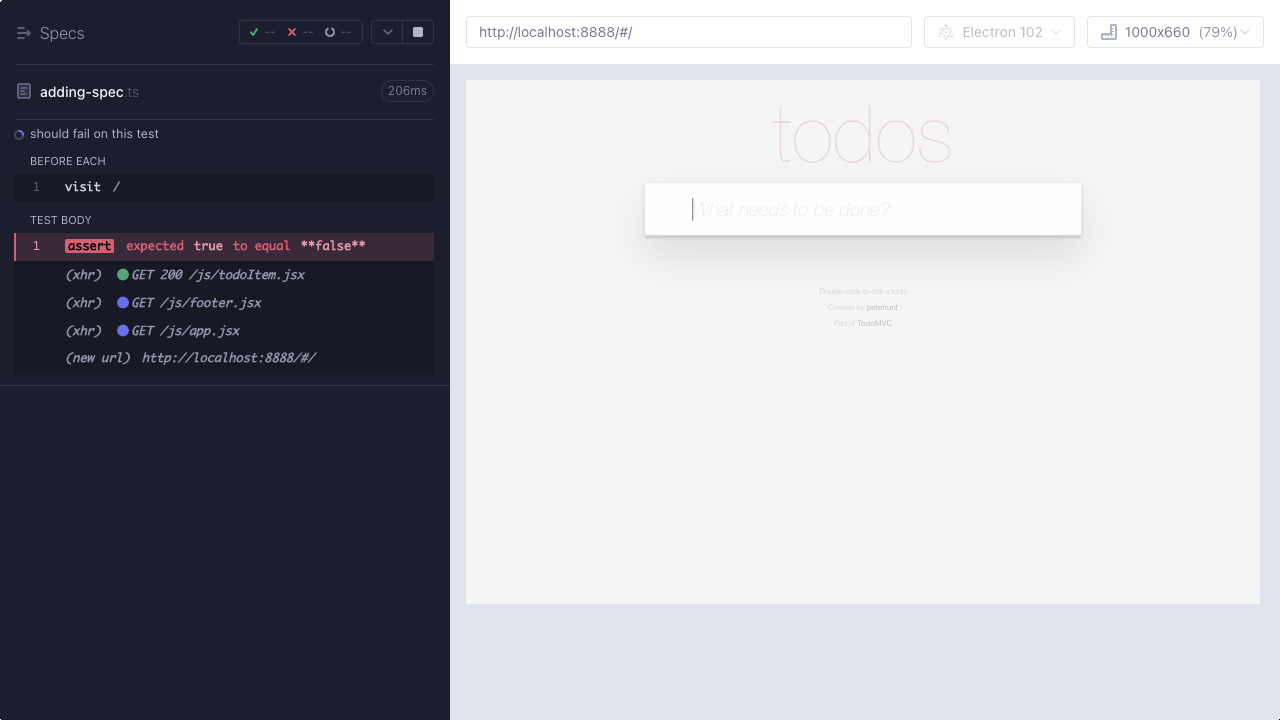 Specs
-- -- --
adding-spec.ts 206ms
should fail on this test
BEFORE EACH
1 visit /
TEST BODY
1 assert expected true to equal **false**
(xhr) GET 200 /js/todoItem.jsx
(xhr) GET /js/footer.jsx
(xhr) GET /js/app.jsx
(new url) http://localhost:8888/#/
http://localhost:8888/#/ Electron 102 1000x660 (79%)
todos
What needs to be done?
Double-click to edit a todo
Created by petehunt
Part of TodoMVC